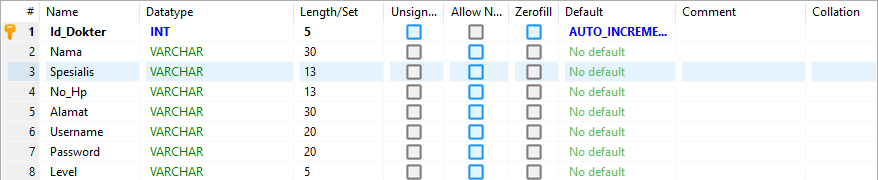 # Name Datatype Length/Set Unsign... Allow N... Zerofill Default Comment Collation
1 Id_Dokter INT 5 AUTO_INCREME...
2 Nama VARCHAR 30 No default
3 Spesialis VARCHAR 13 No default
4 No_Hp VARCHAR 13 No default
5 Alamat VARCHAR 30 No default
6 Username VARCHAR 20 No default
7 Password VARCHAR 20 No default
8 Level VARCHAR 5 No default